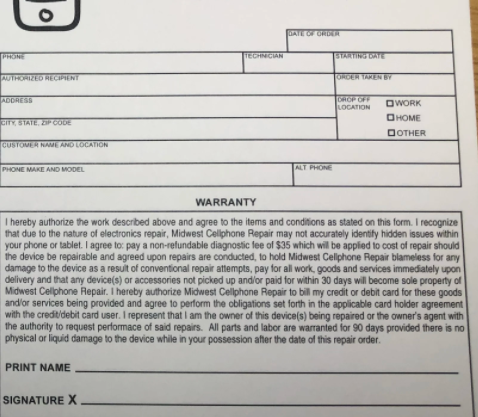 DATE OF ORDER
PHONE
TECHNICIAN
STARTING DATE
AUTHORIZED RECIPIENT
ORDER TAKEN BY
ADDRESS
DROP OFF
LOCATION
WORK
HOME
OTHER
CITY, STATE, ZIP CODE
CUSTOMER NAME AND LOCATION
PHONE MAKE AND MODEL
ALT. PHONE
WARRANTY
I hereby authorize the work described above and agree to the items and conditions as stated on this form. I recognize
that due to the nature of electronics repair, Midwest Cellphone Repair may not accurately identify hidden issues within
your phone or tablet. I agree to: pay a non-refundable diagnostic fee of $35 which will be applied to cost of repair should
the device be repairable and agreed upon repairs are conducted, to hold Midwest Cellphone Repair blameless for any
damage to the device as a result of conventional repair attempts, pay for all work, goods and services immediately upon
delivery and that any device(s) or accessories not picked up and/or paid for within 30 days will become sole property of
Midwest Cellphone Repair. I hereby authorize Midwest Cellphone Repair to bill my credit or debit card for these goods
and/or services being provided and agree to perform the obligations set forth in the applicable card holder agreement
with the credit/debit card user. I represent that I am the owner of this device(s) being repaired or the owner's agent with
the authority to request performace of said repairs. All parts and labor are warranted for 90 days provided there is no
physical or liquid damage to the device while in your possession after the date of this repair order.
PRINT NAME
SIGNATURE X